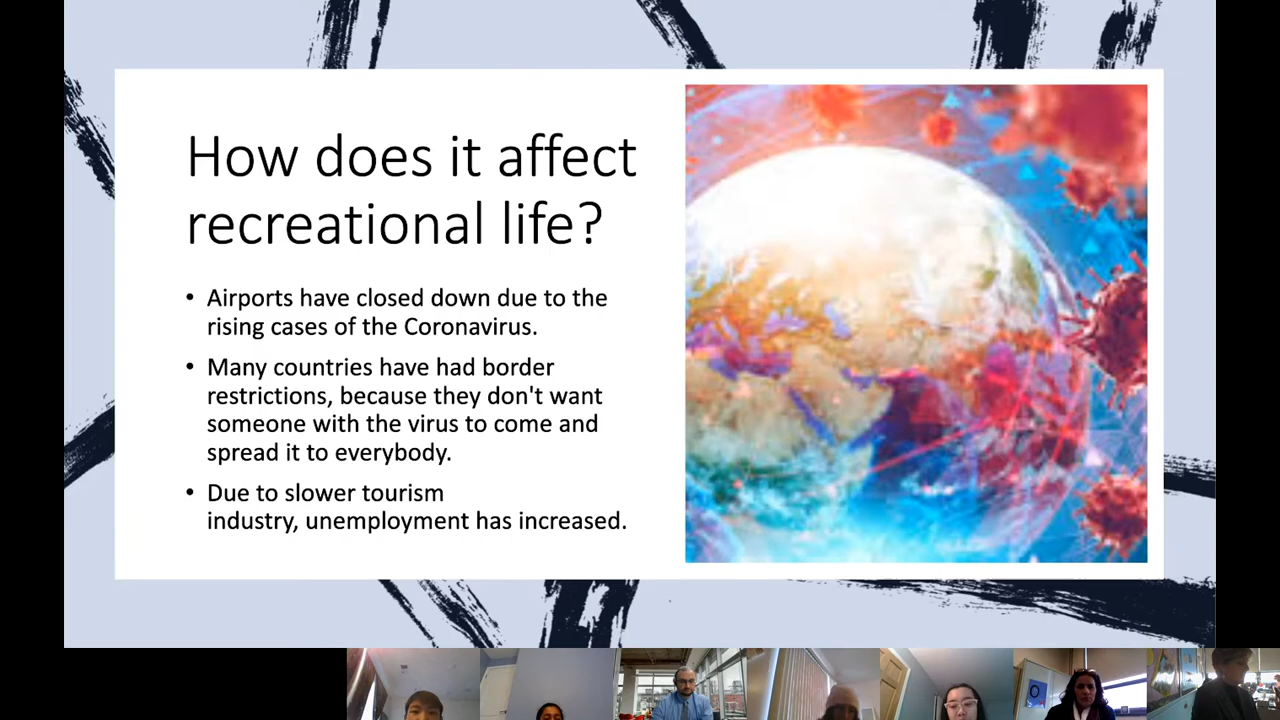 How does it affect
recreational life?
• Airports have closed down due to the
rising cases of the Coronavirus.
• Many countries have had border
restrictions, because they don't want
someone with the virus to come and
spread it to everybody.
• Due to slower tourism
industry, unemployment has increased.